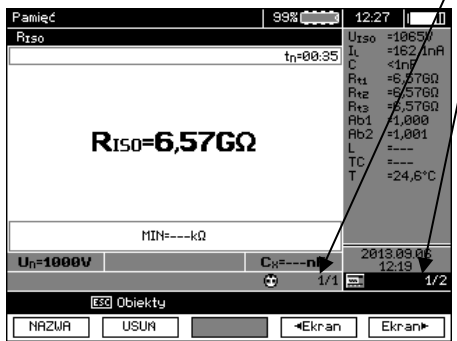 Pamięć 99% 12:27
RISO
tn=00:35
RISO=6,57GΩ
MIN=---kΩ
Un=1000V Cx=---n
1/1
UISO =1065V
IL =162,1nA
C <1nF
Rt1 =6,57GΩ
Rt2 =6,57GΩ
Rt3 =6,57GΩ
Ab1 =1,000
Ab2 =1,001
L =---
TC =---
T =24,6°C
2013.09.06
12:19
1/2
ESC Obiekty
NAZWA USUŃ ◄Ekran Ekran►